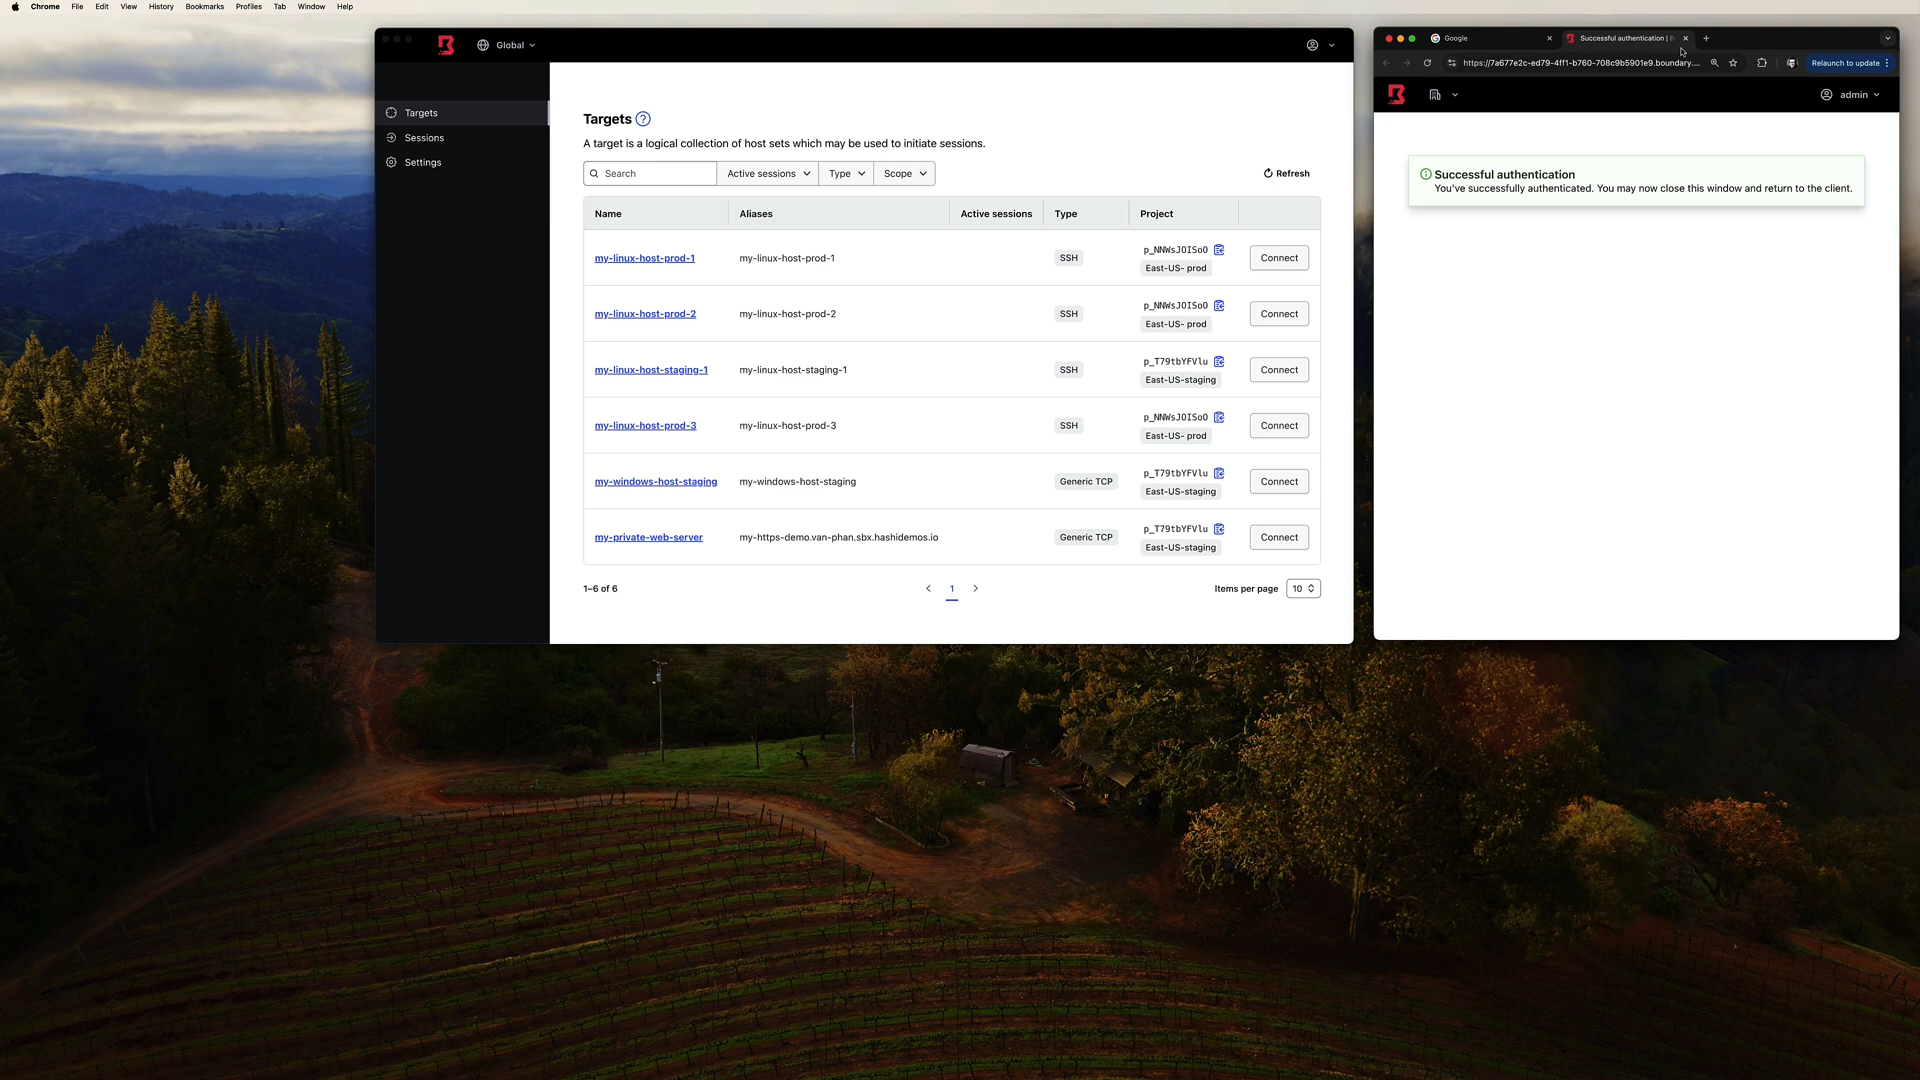 Chrome File Edit View History Bookmarks Profiles Tab Window Help
Global
Targets
Sessions
Settings
Targets
A target is a logical collection of host sets which may be used to initiate sessions.
Search Active sessions Type Scope Refresh
Name Aliases Active sessions Type Project
my-linux-host-prod-1 my-linux-host-prod-1 SSH p_NNWsJOISoO East-US- prod Connect
my-linux-host-prod-2 my-linux-host-prod-2 SSH p_NNWsJOISoO East-US- prod Connect
my-linux-host-staging-1 my-linux-host-staging-1 SSH p_T79tbYFVlu East-US-staging Connect
my-linux-host-prod-3 my-linux-host-prod-3 SSH p_NNWsJOISoO East-US- prod Connect
my-windows-host-staging my-windows-host-staging Generic TCP p_T79tbYFVlu East-US-staging Connect
my-private-web-server my-https-demo.van-phan.sbx.hashidemos.io Generic TCP p_T79tbYFVlu East-US-staging Connect
1–6 of 6 1 Items per page 10
Google Successful authentication |
https://7a677e2c-ed79-4ff1-b760-708c9b5901e9.boundary.... Relaunch to update
admin
Successful authentication
You've successfully authenticated. You may now close this window and return to the client.